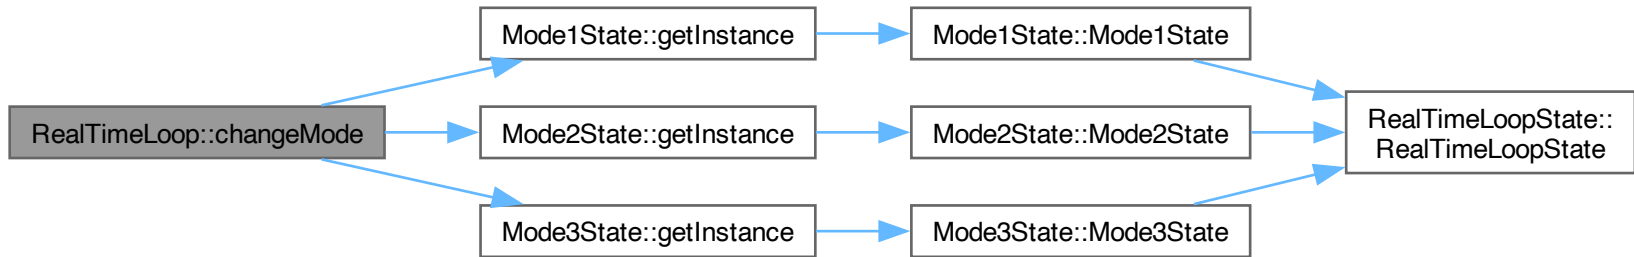 Mode1State::getInstance
Mode1State::Mode1State
RealTimeLoop::changeMode
Mode2State::getInstance
Mode2State::Mode2State
RealTimeLoopState::
RealTimeLoopState
Mode3State::getInstance
Mode3State::Mode3State